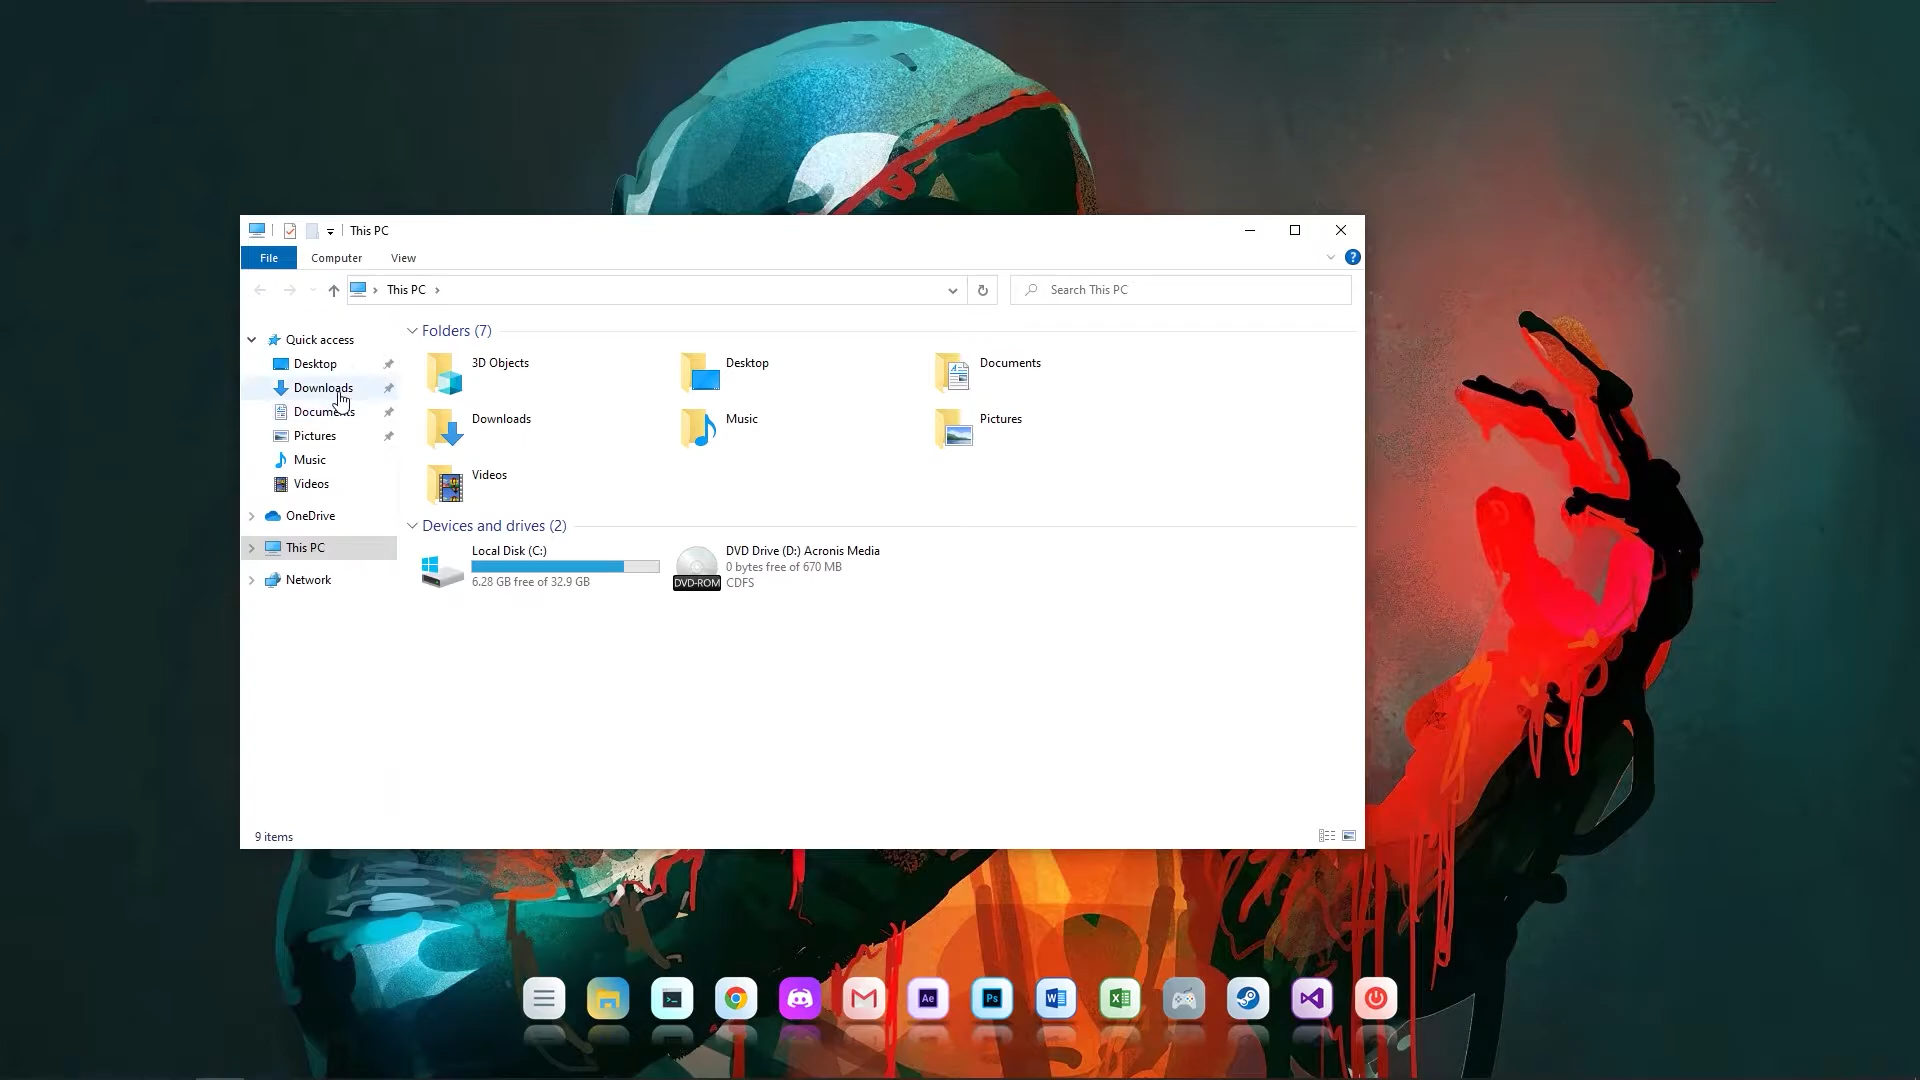 This PC
File
Computer
View
?
This PC
Search This PC
Quick access
Desktop
Downloads
Documents
Pictures
Music
Videos
OneDrive
This PC
Network
Folders (7)
3D Objects
Desktop
Documents
Downloads
Music
Pictures
Videos
Devices and drives (2)
Local Disk (C:)
6.28 GB free of 32.9 GB
DVD-ROM
DVD Drive (D:) Acronis Media
0 bytes free of 670 MB
CDFS
9 items
Ae
Ps
W
X